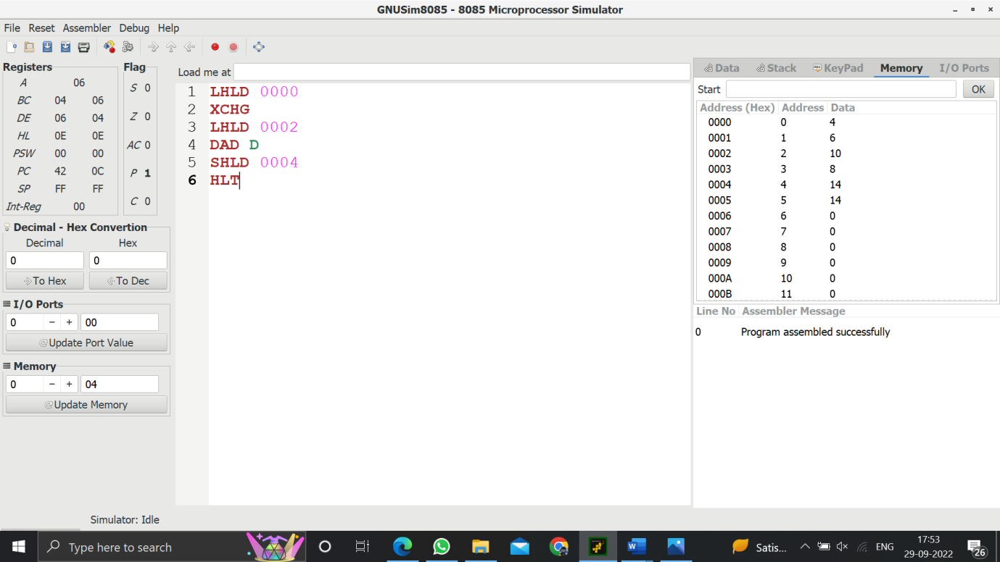 GNUSim8085 - 8085 Microprocessor Simulator
File Reset Assembler Debug Help
Registers
A 06
BC 04 06
DE 06 04
HL 0E 0E
PSW 00 00
PC 42 0C
SP FF FF
Int-Reg 00
Flag
S 0
Z 0
AC 0
P 1
C 0
Decimal - Hex Convertion
Decimal Hex
0 0
To Hex To Dec
I/O Ports
0 - + 00
Update Port Value
Memory
0 - + 04
Update Memory
Simulator: Idle
Load me at
1 LHLD 0000
2 XCHG
3 LHLD 0002
4 DAD D
5 SHLD 0004
6 HLT
Data Stack KeyPad Memory I/O Ports
Start OK
Address (Hex) Address Data
0000 0 4
0001 1 6
0002 2 10
0003 3 8
0004 4 14
0005 5 14
0006 6 0
0007 7 0
0008 8 0
0009 9 0
000A 10 0
000B 11 0
Line No Assembler Message
0 Program assembled successfully
Type here to search
Satis... ENG
17:53
29-09-2022
26